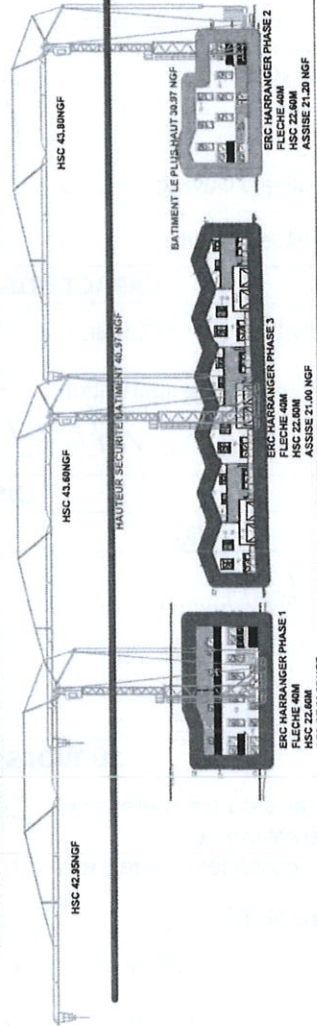 HSC 42.95NGF
HSC 43.60NGF
HSC 43.80NGF
HAUTEUR SECURITE BATIMENT 40.97 NGF
BATIMENT LE PLUS HAUT 30.97 NGF
ERC HARRANGER PHASE 1
FLECHE 40M
HSC 22.60M
ERC HARRANGER PHASE 3
FLECHE 40M
HSC 22.60M
ASSISE 21.00 NGF
ERC HARRANGER PHASE 2
FLECHE 40M
HSC 22.60M
ASSISE 21.20 NGF